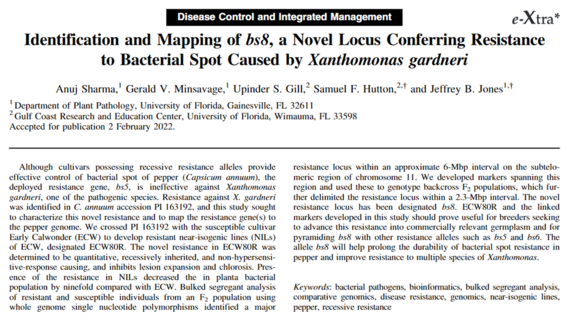 Disease Control and Integrated Management
e-Xtra*
Identification and Mapping of bs8, a Novel Locus Conferring Resistance
to Bacterial Spot Caused by Xanthomonas gardneri
Anuj Sharma,1 Gerald V. Minsavage,1 Upinder S. Gill,2 Samuel F. Hutton,2,† and Jeffrey B. Jones1,†
1 Department of Plant Pathology, University of Florida, Gainesville, FL 32611
2 Gulf Coast Research and Education Center, University of Florida, Wimauma, FL 33598
Accepted for publication 2 February 2022.
Although cultivars possessing recessive resistance alleles provide
effective control of bacterial spot of pepper (Capsicum annuum), the
deployed resistance gene, bs5, is ineffective against Xanthomonas
gardneri, one of the pathogenic species. Resistance against X. gardneri
was identified in C. annuum accession PI 163192, and this study sought
to characterize this novel resistance and to map the resistance gene(s) to
the pepper genome. We crossed PI 163192 with the susceptible cultivar
Early Calwonder (ECW) to develop resistant near-isogenic lines (NILs)
of ECW, designated ECW80R. The novel resistance in ECW80R was
determined to be quantitative, recessively inherited, and non-hypersensi-
tive-response causing, and inhibits lesion expansion and chlorosis. Pres-
ence of the resistance in NILs decreased the in planta bacterial
population by ninefold compared with ECW. Bulked segregant analysis
of resistant and susceptible individuals from an F2 population using
whole genome single nucleotide polymorphisms identified a major
resistance locus within an approximate 6-Mbp interval on the subtelo-
meric region of chromosome 11. We developed markers spanning this
region and used these to genotype backcross F2 populations, which fur-
ther delimited the resistance locus within a 2.3-Mbp interval. The novel
resistance locus has been designated bs8. ECW80R and the linked
markers developed in this study should prove useful for breeders seeking
to advance this resistance into commercially relevant germplasm and for
pyramiding bs8 with other resistance alleles such as bs5 and bs6. The
allele bs8 will help prolong the durability of bacterial spot resistance in
pepper and improve resistance to multiple species of Xanthomonas.
Keywords: bacterial pathogens, bioinformatics, bulked segregant analysis,
comparative genomics, disease resistance, genomics, near-isogenic lines,
pepper, recessive resistance